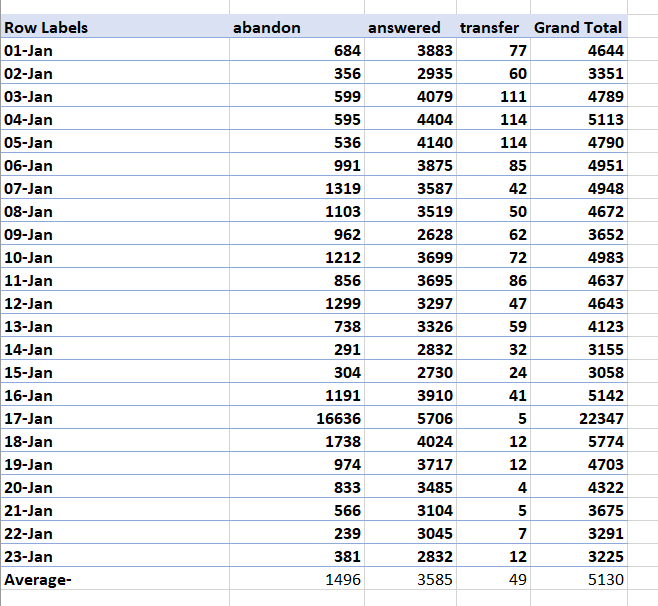 Row Labels abandon answered transfer Grand Total
01-Jan 684 3883 77 4644
02-Jan 356 2935 60 3351
03-Jan 599 4079 111 4789
04-Jan 595 4404 114 5113
05-Jan 536 4140 114 4790
06-Jan 991 3875 85 4951
07-Jan 1319 3587 42 4948
08-Jan 1103 3519 50 4672
09-Jan 962 2628 62 3652
10-Jan 1212 3699 72 4983
11-Jan 856 3695 86 4637
12-Jan 1299 3297 47 4643
13-Jan 738 3326 59 4123
14-Jan 291 2832 32 3155
15-Jan 304 2730 24 3058
16-Jan 1191 3910 41 5142
17-Jan 16636 5706 5 22347
18-Jan 1738 4024 12 5774
19-Jan 974 3717 12 4703
20-Jan 833 3485 4 4322
21-Jan 566 3104 5 3675
22-Jan 239 3045 7 3291
23-Jan 381 2832 12 3225
Average- 1496 3585 49 5130